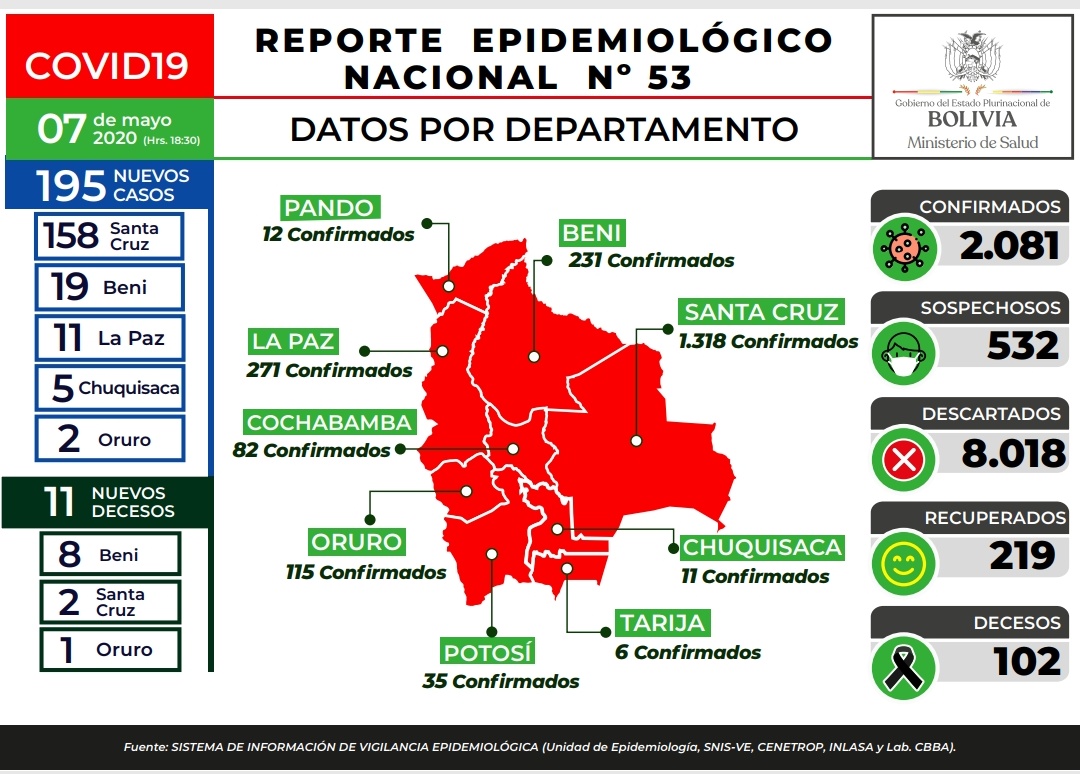 COVID19
07 de mayo
2020 (Hrs. 18:30)
REPORTE EPIDEMIOLÓGICO
NACIONAL Nº 53
DATOS POR DEPARTAMENTO
Gobierno del Estado Plurinacional de
BOLIVIA
Ministerio de Salud
195 NUEVOS
CASOS
158 Santa
Cruz
19 Beni
11 La Paz
5 Chuquisaca
2 Oruro
11 NUEVOS
DECESOS
8 Beni
2 Santa
Cruz
1 Oruro
PANDO
12 Confirmados
BENI
231 Confirmados
SANTA CRUZ
1.318 Confirmados
LA PAZ
271 Confirmados
COCHABAMBA
82 Confirmados
ORURO
115 Confirmados
CHUQUISACA
11 Confirmados
TARIJA
6 Confirmados
POTOSÍ
35 Confirmados
CONFIRMADOS
2.081
SOSPECHOSOS
532
DESCARTADOS
8.018
RECUPERADOS
219
DECESOS
102
Fuente: SISTEMA DE INFORMACIÓN DE VIGILANCIA EPIDEMIOLÓGICA (Unidad de Epidemiología, SNIS-VE, CENETROP, INLASA y Lab. CBBA).